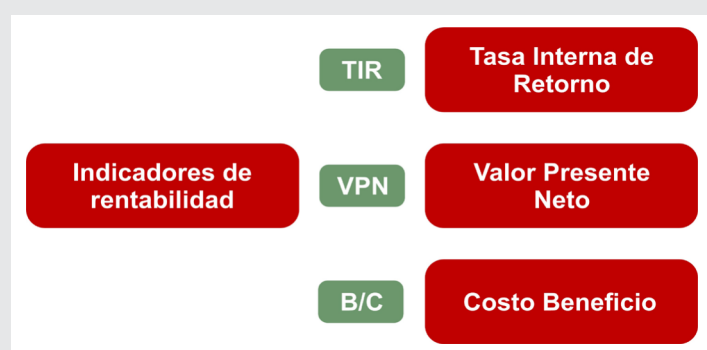 TIR
Tasa Interna de
Retorno
Indicadores de
rentabilidad
VPN
Valor Presente
Neto
B/C
Costo Beneficio